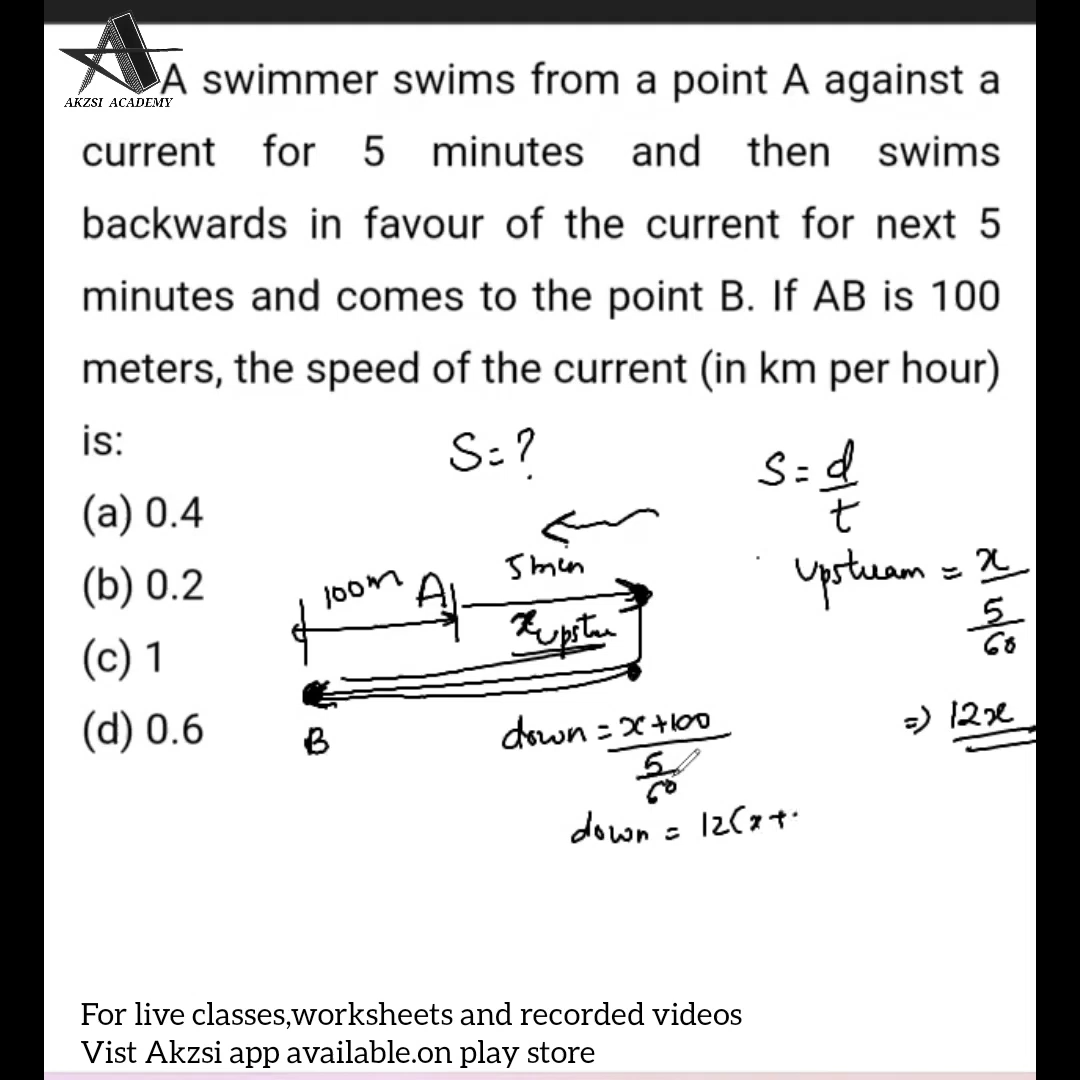 AKZSI ACADEMY
A swimmer swims from a point A against a
current for 5 minutes and then swims
backwards in favour of the current for next 5
minutes and comes to the point B. If AB is 100
meters, the speed of the current (in km per hour)
is:
(a) 0.4
(b) 0.2
(c) 1
(d) 0.6
S=?
S = d
t
5min
100m A
x upstre
B
Upstream = x
5
60
=) 12x
down = x+100
5
60
down = 12(x+
For live classes,worksheets and recorded videos
Vist Akzsi app available.on play store